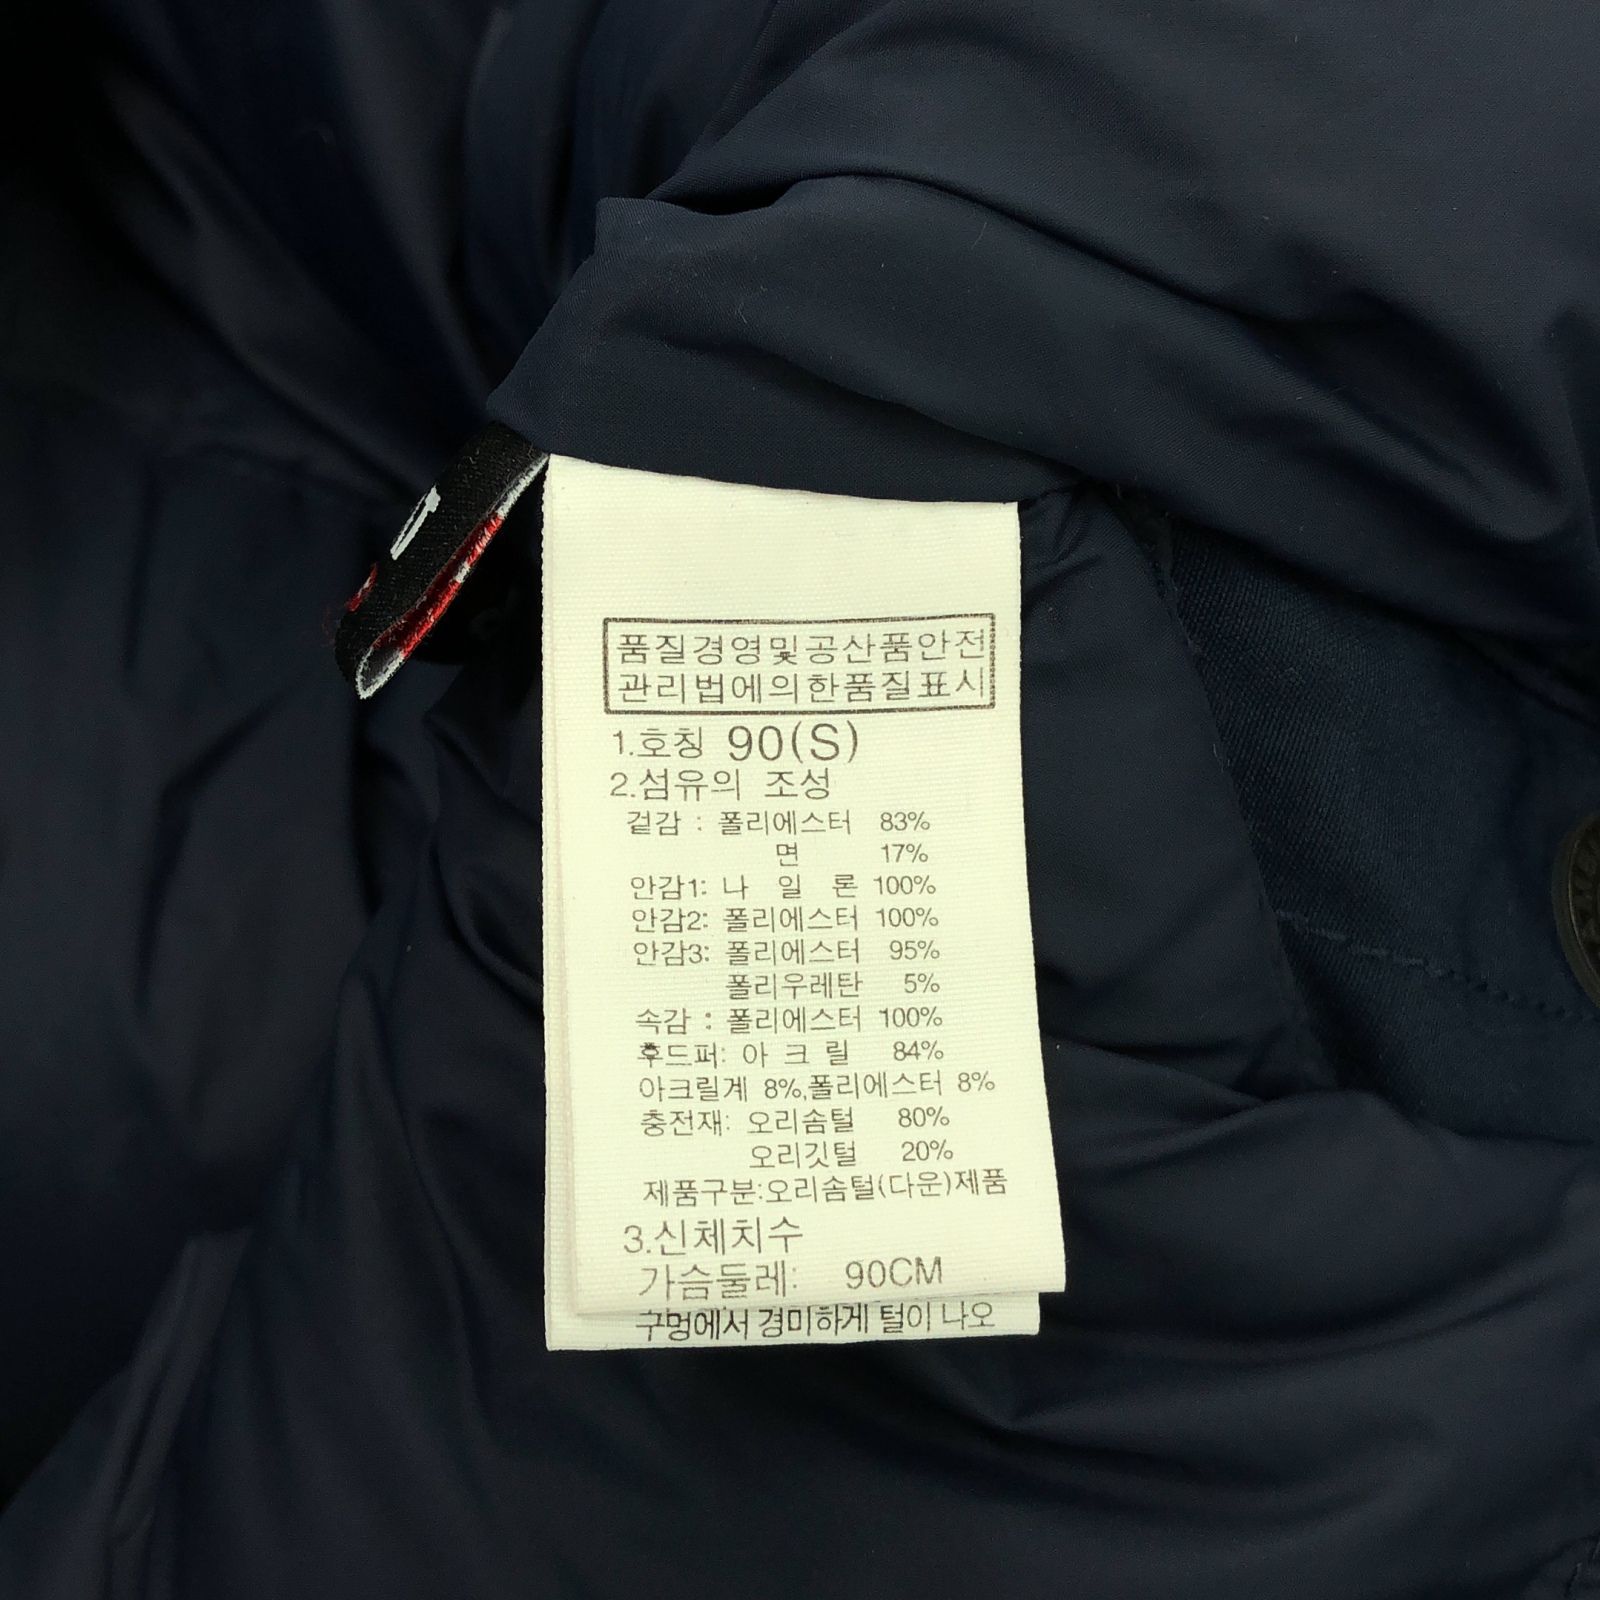 품질경영및공산품안전
관리법에의한품질표시
1.호칭 90(S)
2.섬유의 조성
겉감 : 폴리에스터 83%
면 17%
안감1: 나 일 론 100%
안감2: 폴리에스터 100%
안감3: 폴리에스터 95%
폴리우레탄 5%
속감 : 폴리에스터 100%
후드퍼: 아 크 릴 84%
아크릴계 8%,폴리에스터 8%
충전재: 오리솜털 80%
오리깃털 20%
제품구분:오리솜털(다운)제품
3.신체치수
가슴둘레: 90CM
구멍에서 경미하게 털이 나오